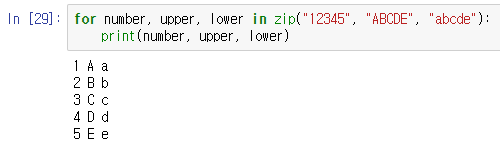 In [29]: for number, upper, lower in zip("12345", "ABCDE", "abcde"):
    print(number, upper, lower)
1 A a
2 B b
3 C c
4 D d
5 E e